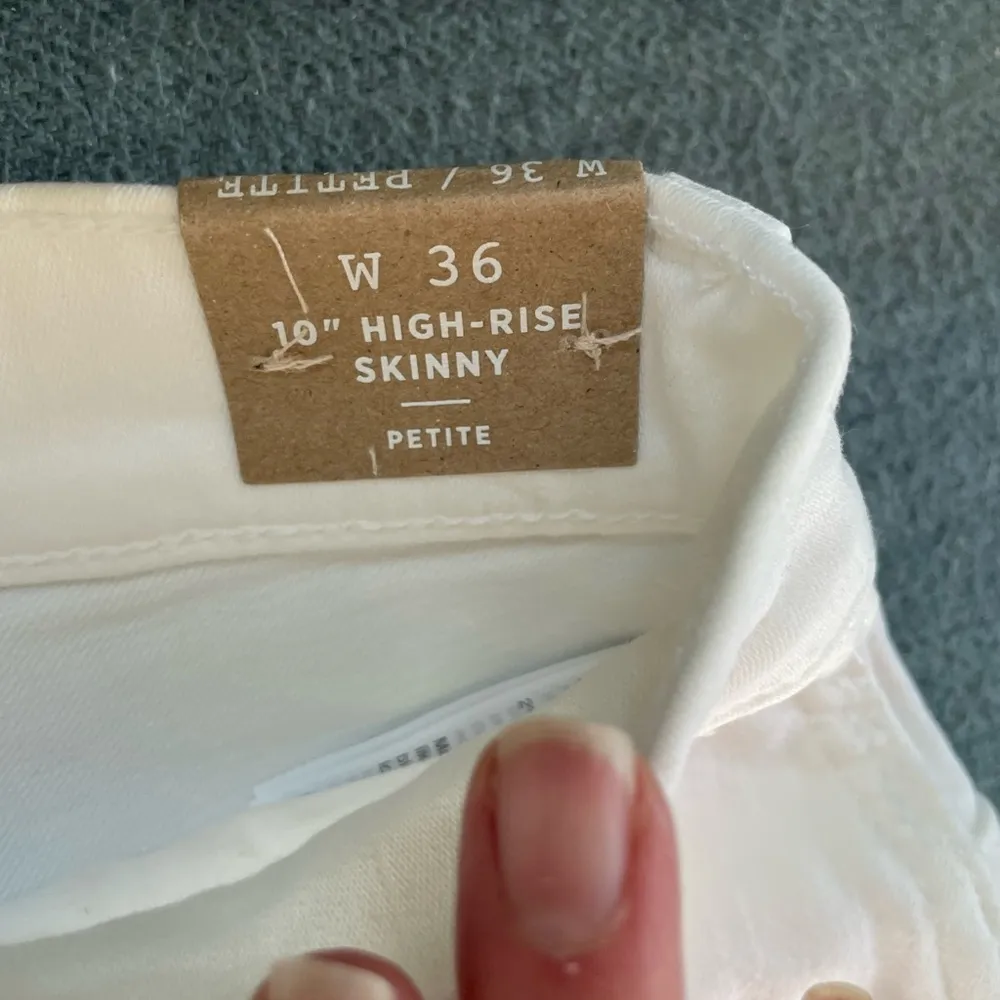 W 36 / PETITE
W 36
10" HIGH-RISE
SKINNY
PETITE